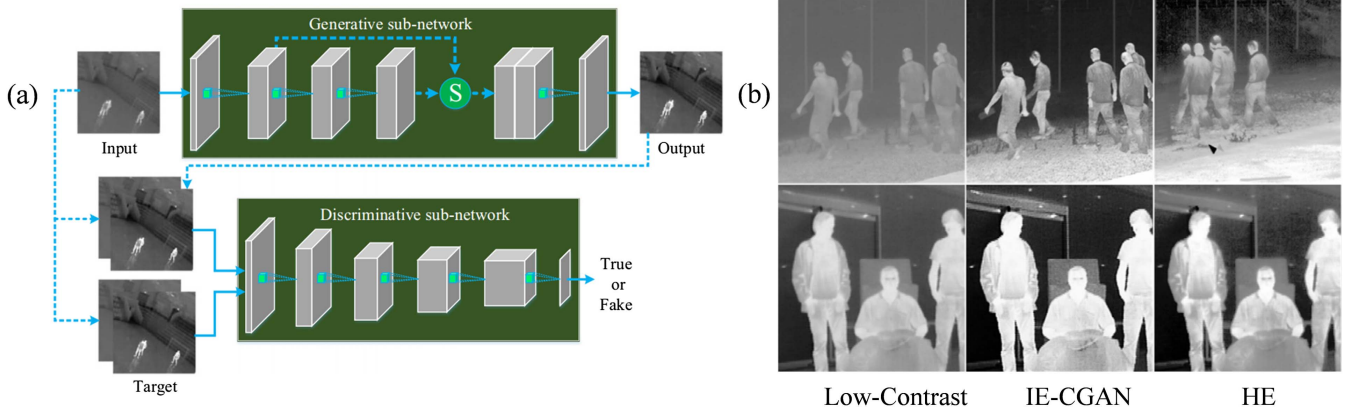 (a)
Generative sub-network
S
Input
Output
Discriminative sub-network
True
or
Fake
Target
(b)
Low-Contrast
IE-CGAN
HE